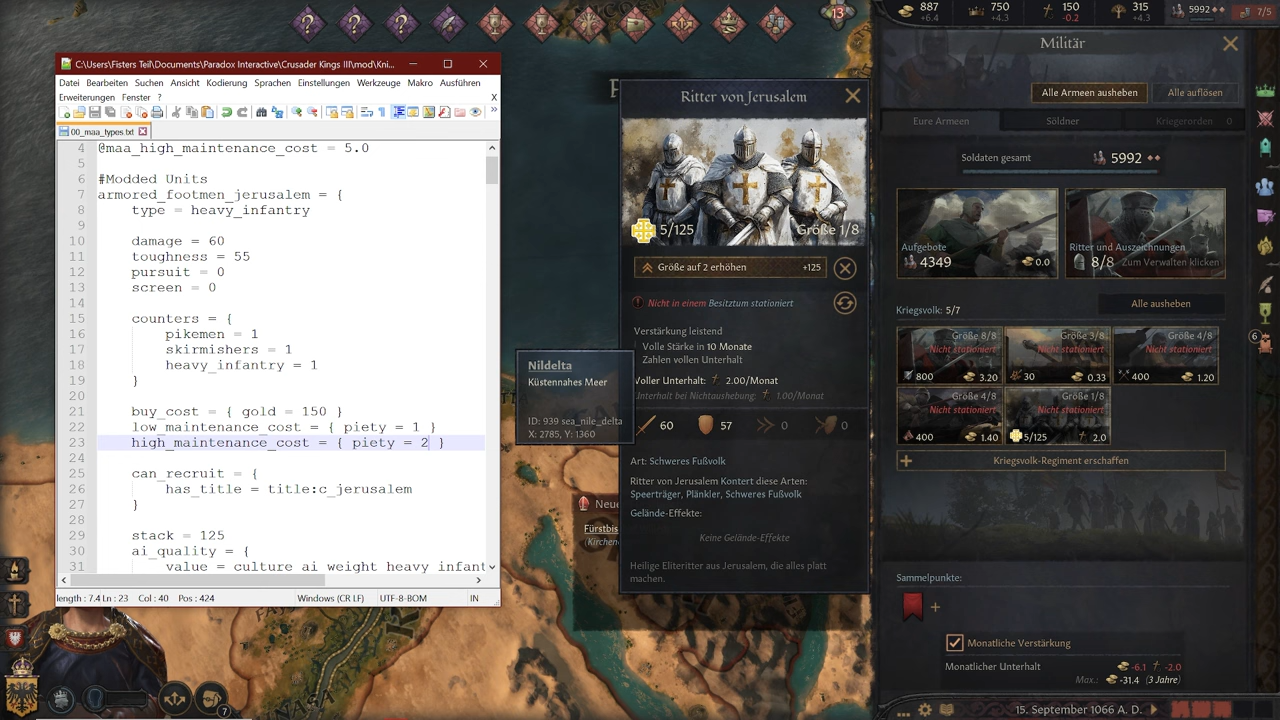 C:\Users\Fisters Teil\Documents\Paradox Interactive\Crusader Kings III\mod\Kni...
Datei Bearbeiten Suchen Ansicht Kodierung Sprachen Einstellungen Werkzeuge Makro Ausführen
Erweiterungen Fenster ? X
00_maa_types.txt
4 @maa_high_maintenance_cost = 5.0
5
6 #Modded Units
7 armored_footmen_jerusalem = {
8 type = heavy_infantry
9
10 damage = 60
11 toughness = 55
12 pursuit = 0
13 screen = 0
14
15 counters = {
16 pikemen = 1
17 skirmishers = 1
18 heavy_infantry = 1
19 }
20
21 buy_cost = { gold = 150 }
22 low_maintenance_cost = { piety = 1 }
23 high_maintenance_cost = { piety = 2 }
24
25 can_recruit = {
26 has_title = title:c_jerusalem
27 }
28
29 stack = 125
30 ai_quality = {
31 value = culture_ai_weight_heavy_infant
length : 7.4 Ln : 23 Col : 40 Pos : 424 Windows (CR LF) UTF-8-BOM IN
? ? ?
13
Nildelta
Küstennahes Meer
ID: 939 sea_nile_delta
X: 2785, Y: 1360
Neue
Fürstbis
(Kirchen
Ritter von Jerusalem
5/125 Größe 1/8
Größe auf 2 erhöhen +125
Nicht in einem Besitztum stationiert
Verstärkung leistend
Volle Stärke in 10 Monate
Zahlen vollen Unterhalt
Voller Unterhalt: 2.00/Monat
Unterhalt bei Nichtaushebung: 1.00/Monat
60 57 0 0
Art: Schweres Fußvolk
Ritter von Jerusalem Kontert diese Arten:
Speerträger, Plänkler, Schweres Fußvolk
Gelände-Effekte:
Keine Gelände-Effekte
Heilige Eliteritter aus Jerusalem, die alles platt
machen.
887 750 150 315 5992 7/5
+6.4 +4.3 -0.2 +4.3
Militär
Alle Armeen ausheben Alle auflösen
Eure Armeen Söldner Kriegerorden 0
Soldaten gesamt 5992
Aufgebote
4349 0.0
Ritter und Auszeichnungen
8/8 Zum Verwalten klicken
Kriegsvolk: 5/7 Alle ausheben
Größe 8/8 Größe 3/8 Größe 4/8
Nicht stationiert Nicht stationiert Nicht stationiert
800 3.20 30 0.33 400 1.20
Größe 4/8 Größe 1/8
Nicht stationiert Nicht stationiert
400 1.40 5/125 2.0
Kriegsvolk-Regiment erschaffen
Sammelpunkte:
Monatliche Verstärkung
Monatlicher Unterhalt -6.1 -2.0
Max.: -31.4 (3 Jahre)
6
7
15. September 1066 A. D.